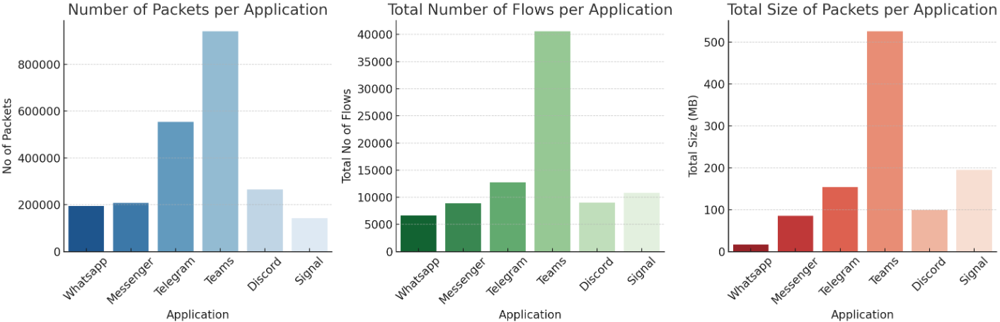 Number of Packets per Application
No of Packets
800000
600000
400000
200000
0
Whatsapp
Messenger
Telegram
Teams
Discord
Signal
Application
Total Number of Flows per Application
Total No of Flows
40000
35000
30000
25000
20000
15000
10000
5000
0
Whatsapp
Messenger
Telegram
Teams
Discord
Signal
Application
Total Size of Packets per Application
Total Size (MB)
500
400
300
200
100
0
Whatsapp
Messenger
Telegram
Teams
Discord
Signal
Application